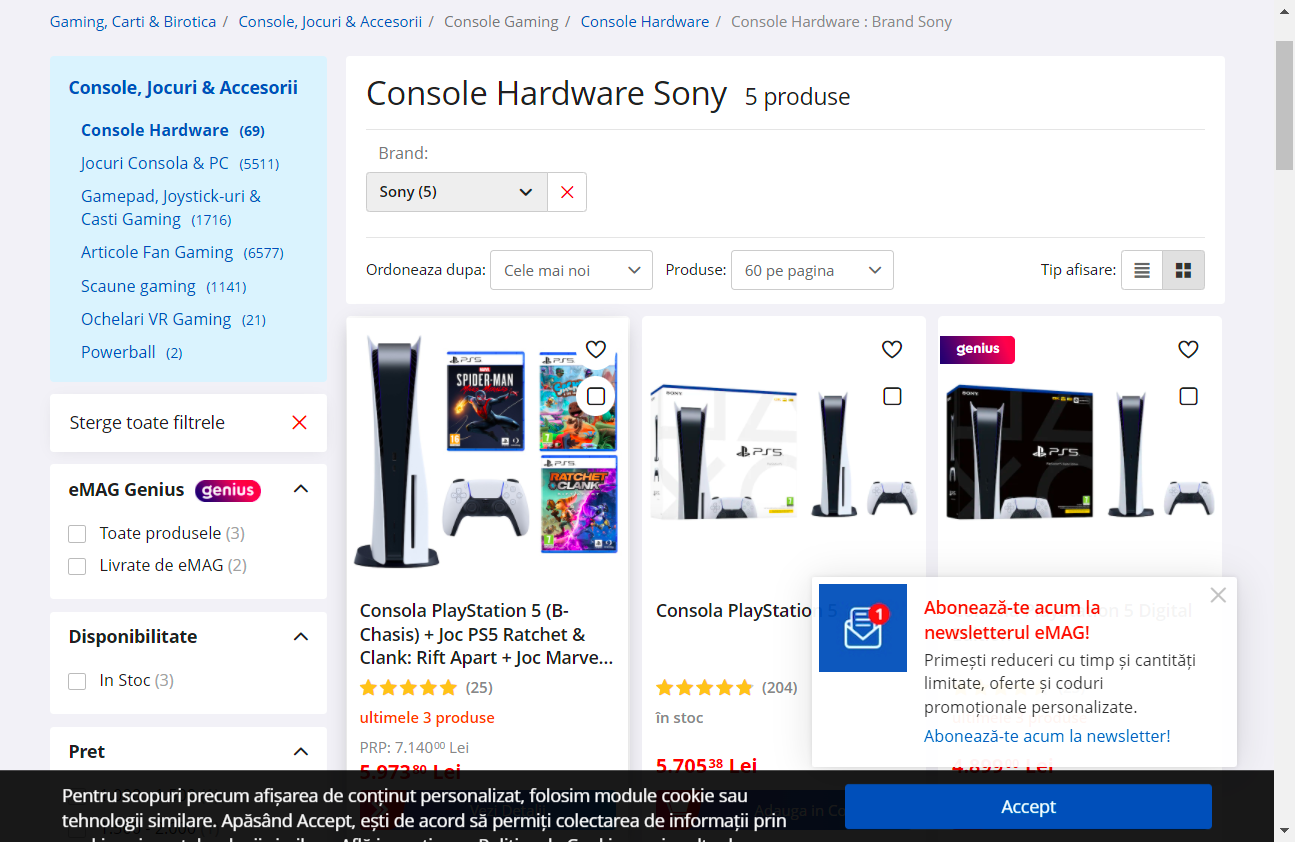 Gaming, Carti & Birotica / Console, Jocuri & Accesorii / Console Gaming / Console Hardware / Console Hardware : Brand Sony
Console, Jocuri & Accesorii
Console Hardware (69)
Jocuri Consola & PC (5511)
Gamepad, Joystick-uri &
Casti Gaming (1716)
Articole Fan Gaming (6577)
Scaune gaming (1141)
Ochelari VR Gaming (21)
Powerball (2)
Sterge toate filtrele
eMAG Genius genius
Toate produsele (3)
Livrate de eMAG (2)
Disponibilitate
In Stoc (3)
Pret
Console Hardware Sony 5 produse
Brand:
Sony (5)
Ordoneaza dupa: Cele mai noi Produse: 60 pe pagina Tip afisare:
PS5
SPIDER-MAN
PS5
PS5
RATCHET
CLANK
Consola PlayStation 5 (B-
Chasis) + Joc PS5 Ratchet &
Clank: Rift Apart + Joc Marve...
(25)
ultimele 3 produse
PRP: 7.140⁰⁰ Lei
5.973⁸⁰ Lei
Vezi Detalii
SONY
PS5
Consola PlayStation 5
(204)
în stoc
5.705³⁸ Lei
Adauga in Co
genius
SONY
PS5
5 Digital
1
Abonează-te acum la
newsletterul eMAG!
Primești reduceri cu timp și cantități
limitate, oferte și coduri
promoționale personalizate.
Abonează-te acum la newsletter!
Pentru scopuri precum afișarea de conținut personalizat, folosim module cookie sau
tehnologii similare. Apăsând Accept, ești de acord să permiți colectarea de informații prin
Accept